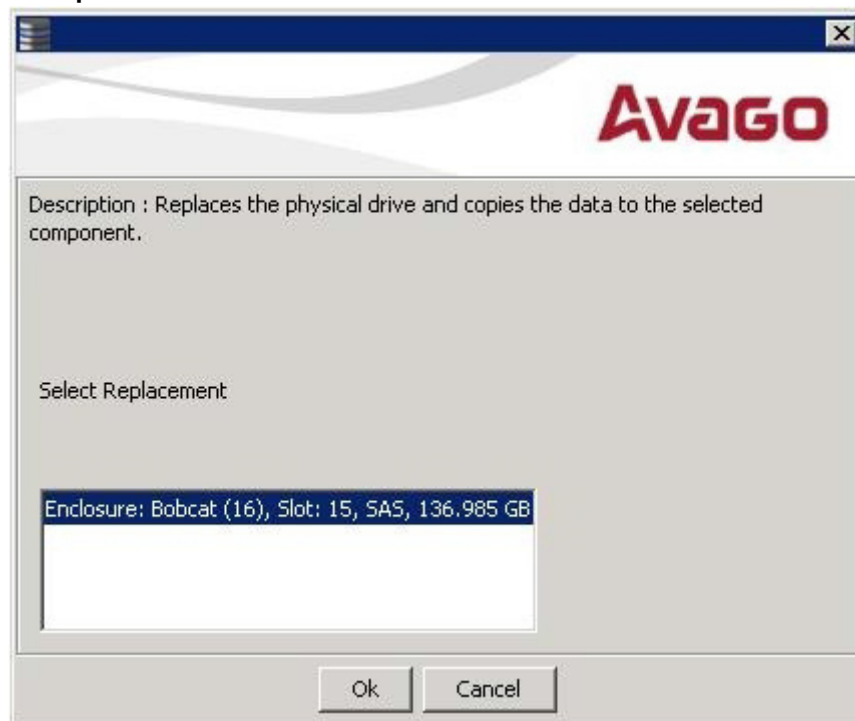 AVAGO
Description : Replaces the physical drive and copies the data to the selected
component.
Select Replacement
Enclosure: Bobcat (16), Slot: 15, SAS, 136.985 GB
Ok
Cancel